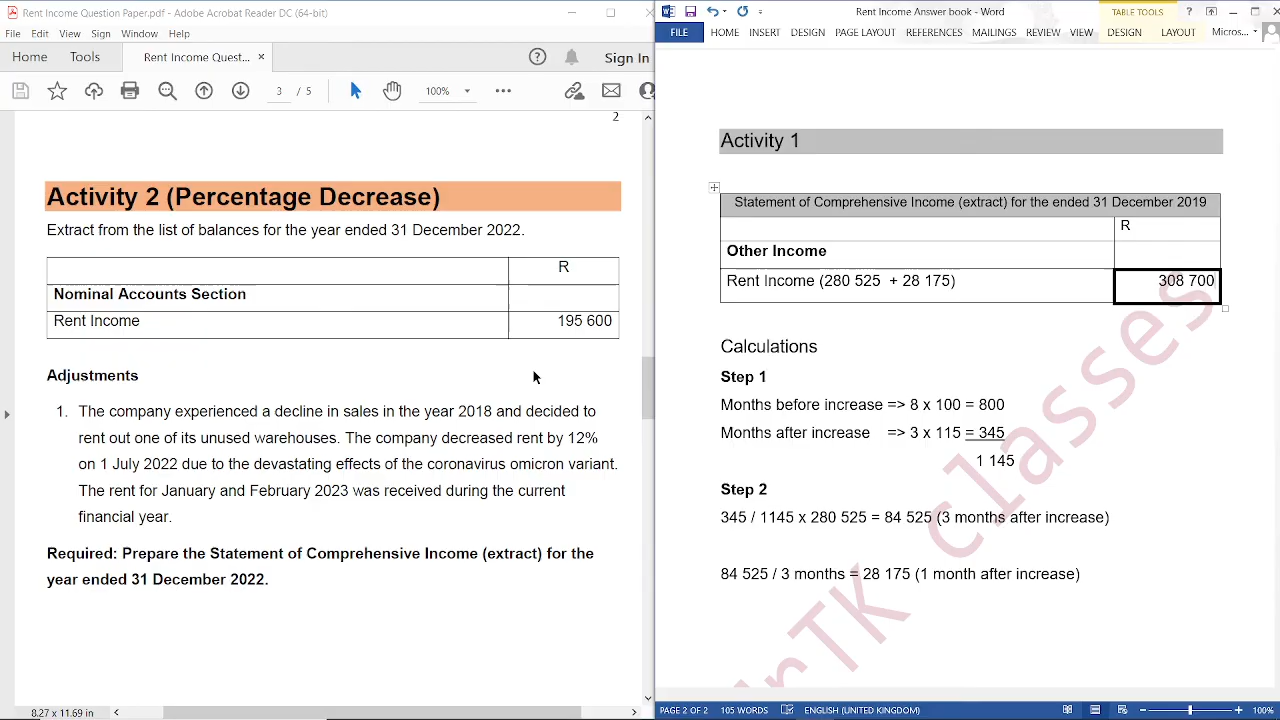 Rent Income Question Paper.pdf - Adobe Acrobat Reader DC (64-bit)
File Edit View Sign Window Help
Home Tools Rent Income Quest... × Sign In
3 / 5 100%
2
Activity 2 (Percentage Decrease)
Extract from the list of balances for the year ended 31 December 2022.
R
Nominal Accounts Section
Rent Income 195 600
Adjustments
1. The company experienced a decline in sales in the year 2018 and decided to
rent out one of its unused warehouses. The company decreased rent by 12%
on 1 July 2022 due to the devastating effects of the coronavirus omicron variant.
The rent for January and February 2023 was received during the current
financial year.
Required: Prepare the Statement of Comprehensive Income (extract) for the
year ended 31 December 2022.
8.27 x 11.69 in
Rent Income Answer book - Word
TABLE TOOLS
FILE HOME INSERT DESIGN PAGE LAYOUT REFERENCES MAILINGS REVIEW VIEW DESIGN LAYOUT Micros...
Activity 1
Statement of Comprehensive Income (extract) for the ended 31 December 2019
R
Other Income
Rent Income (280 525 + 28 175) 308 700
Calculations
Step 1
Months before increase => 8 x 100 = 800
Months after increase => 3 x 115 = 345
1 145
Step 2
345 / 1145 x 280 525 = 84 525 (3 months after increase)
84 525 / 3 months = 28 175 (1 month after increase)
rTK classes
PAGE 2 OF 2 105 WORDS ENGLISH (UNITED KINGDOM) 100%